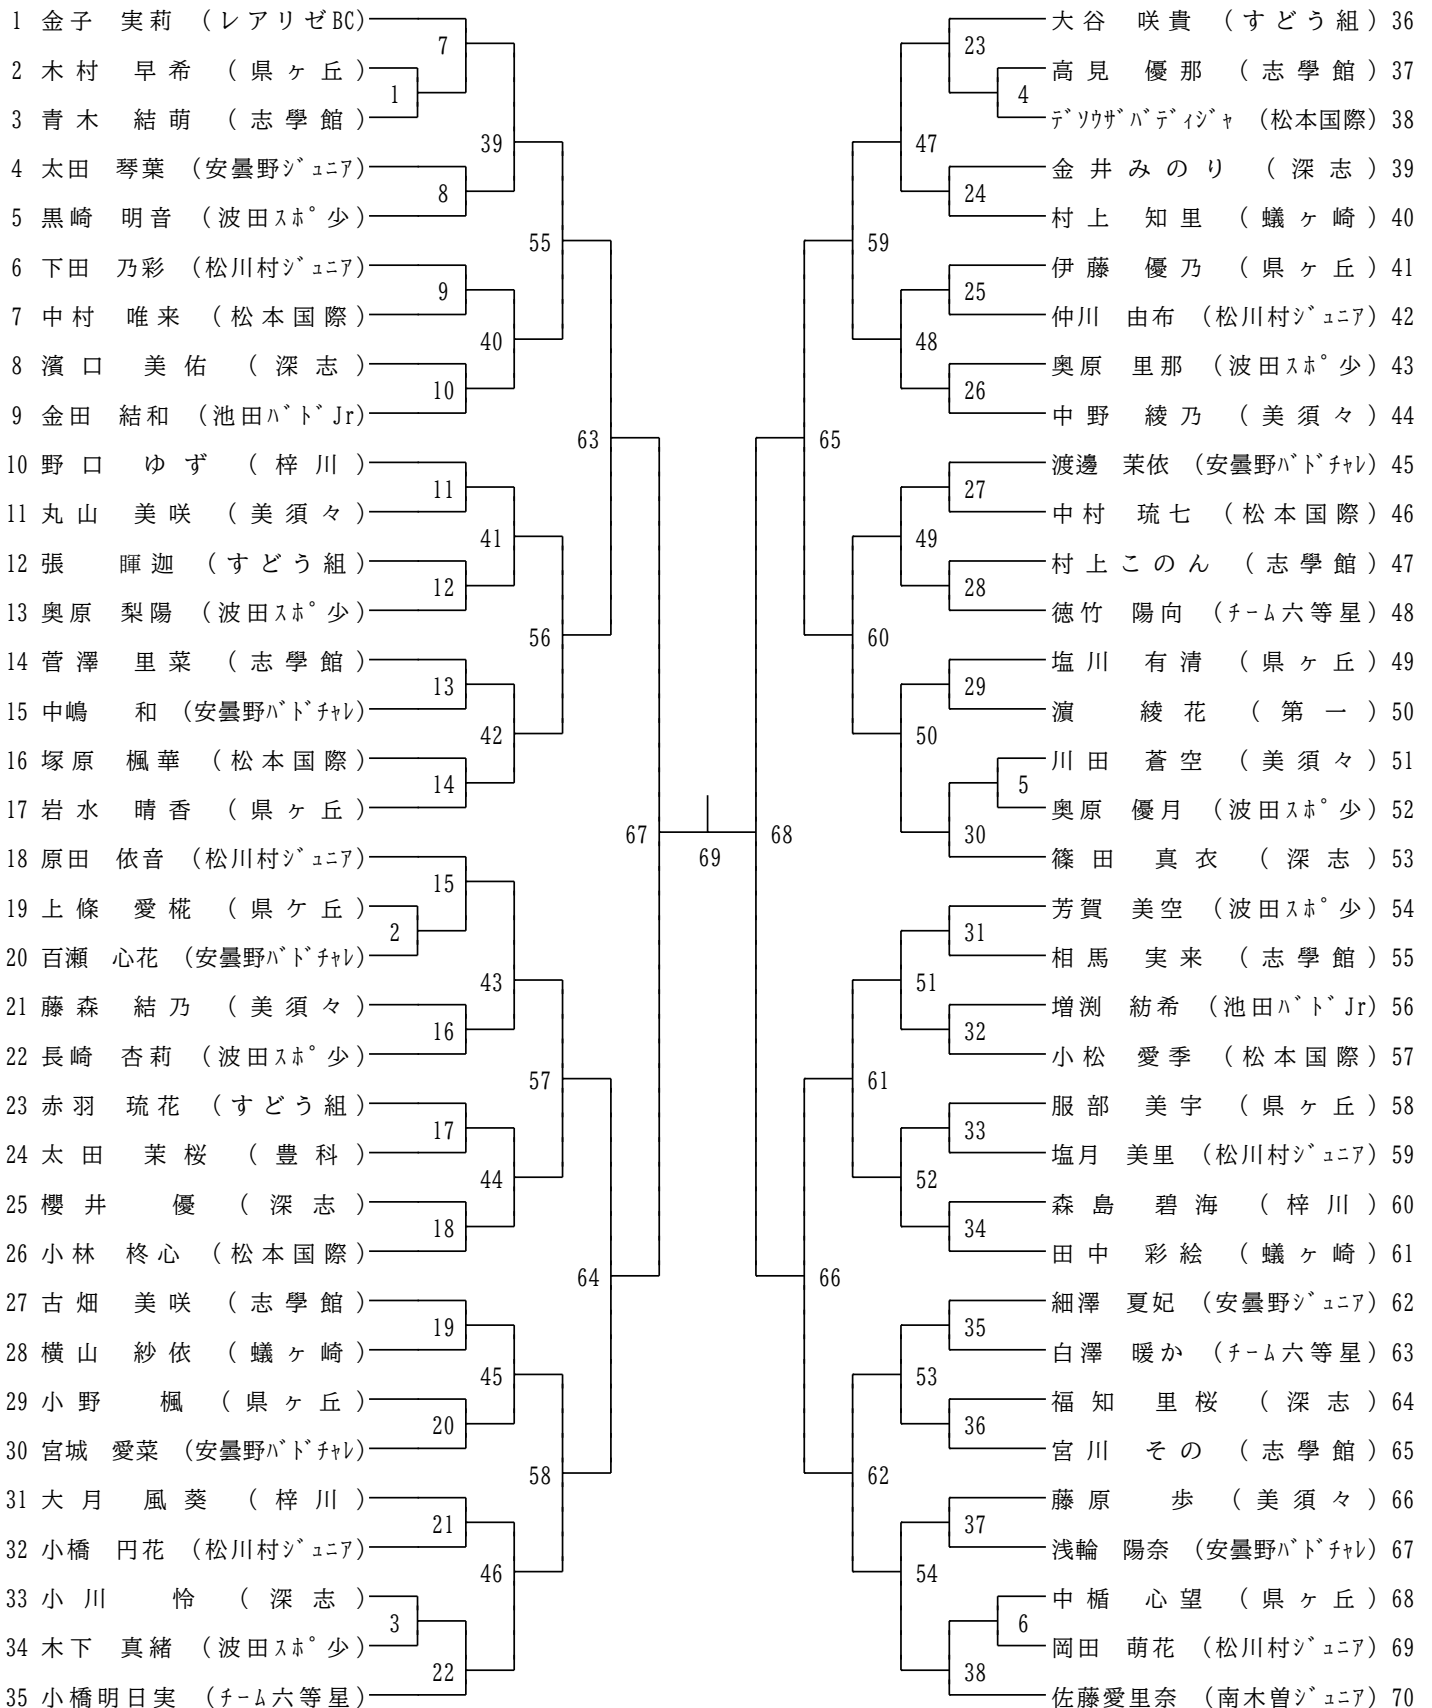 1 金子 実莉 (レアリゼBC)
2 木村 早希 (県ヶ丘)
3 青木 結萌 (志學館)
4 太田 琴葉 (安曇野ジュニア)
5 黒崎 明音 (波田スポ少)
6 下田 乃彩 (松川村ジュニア)
7 中村 唯来 (松本国際)
8 濱口 美佑 (深志)
9 金田 結和 (池田バドJr)
10 野口 ゆず (梓川)
11 丸山 美咲 (美須々)
12 張 暉迦 (すどう組)
13 奥原 梨陽 (波田スポ少)
14 菅澤 里菜 (志學館)
15 中嶋 和 (安曇野バドチャレ)
16 塚原 楓華 (松本国際)
17 岩水 晴香 (県ヶ丘)
18 原田 依音 (松川村ジュニア)
19 上條 愛椛 (県ケ丘)
20 百瀬 心花 (安曇野バドチャレ)
21 藤森 結乃 (美須々)
22 長崎 杏莉 (波田スポ少)
23 赤羽 琉花 (すどう組)
24 太田 茉桜 (豊科)
25 櫻井 優 (深志)
26 小林 柊心 (松本国際)
27 古畑 美咲 (志學館)
28 横山 紗依 (蟻ヶ崎)
29 小野 楓 (県ヶ丘)
30 宮城 愛菜 (安曇野バドチャレ)
31 大月 風葵 (梓川)
32 小橋 円花 (松川村ジュニア)
33 小川 怜 (深志)
34 木下 真緒 (波田スポ少)
35 小橋明日実 (チーム六等星)
7
1
39
8
55
9
40
10
63
11
41
12
56
13
42
14
67
15
2
43
16
57
17
44
18
64
19
45
20
58
21
46
3
22
69
68
23
4
47
24
59
25
48
26
65
27
49
28
60
29
50
5
30
31
51
32
61
33
52
34
66
35
53
36
62
37
54
6
38
大谷 咲貴 (すどう組) 36
高見 優那 (志學館) 37
デソウザバディジャ (松本国際) 38
金井みのり (深志) 39
村上 知里 (蟻ヶ崎) 40
伊藤 優乃 (県ヶ丘) 41
仲川 由布 (松川村ジュニア) 42
奥原 里那 (波田スポ少) 43
中野 綾乃 (美須々) 44
渡邊 茉依 (安曇野バドチャレ) 45
中村 琉七 (松本国際) 46
村上このん (志學館) 47
徳竹 陽向 (チーム六等星) 48
塩川 有清 (県ヶ丘) 49
濵 綾花 (第一) 50
川田 蒼空 (美須々) 51
奥原 優月 (波田スポ少) 52
篠田 真衣 (深志) 53
芳賀 美空 (波田スポ少) 54
相馬 実来 (志學館) 55
増渕 紡希 (池田バドJr) 56
小松 愛季 (松本国際) 57
服部 美宇 (県ヶ丘) 58
塩月 美里 (松川村ジュニア) 59
森島 碧海 (梓川) 60
田中 彩絵 (蟻ヶ崎) 61
細澤 夏妃 (安曇野ジュニア) 62
白澤 暖か (チーム六等星) 63
福知 里桜 (深志) 64
宮川 その (志學館) 65
藤原 歩 (美須々) 66
浅輪 陽奈 (安曇野バドチャレ) 67
中楯 心望 (県ヶ丘) 68
岡田 萌花 (松川村ジュニア) 69
佐藤愛里奈 (南木曽ジュニア) 70